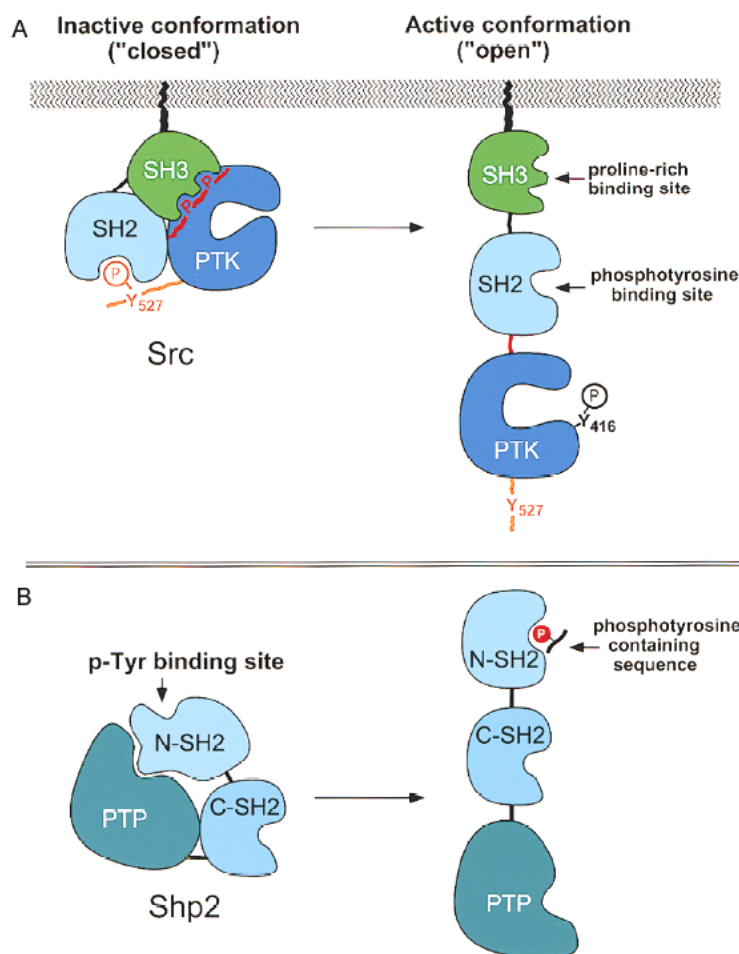 A
Inactive conformation
("closed")
Active conformation
("open")
SH3
P
P
SH2
PTK
P
Y527
Src
SH3
proline-rich
binding site
SH2
phosphotyrosine
binding site
P
Y416
PTK
Y527
B
p-Tyr binding site
N-SH2
C-SH2
PTP
Shp2
P
N-SH2
phosphotyrosine
containing
sequence
C-SH2
PTP